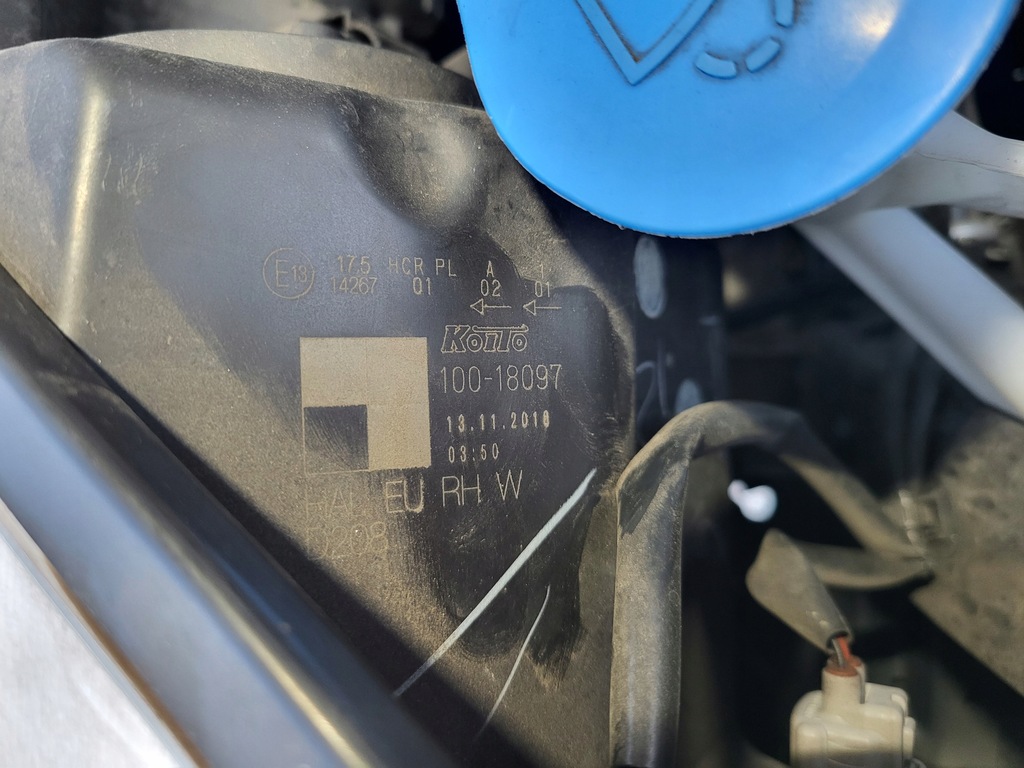 E13 17.5 HCR PL A 1
14267 01 02 01
KOITO
100-18097
13.11.2018
03:50
HAL EU RH W